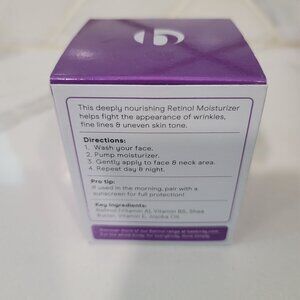 This deeply nourishing Retinol Moisturizer
helps fight the appearance of wrinkles,
fine lines & uneven skin tone.
Directions:
1. Wash your face.
2. Pump moisturizer.
3. Gently apply to face & neck area.
4. Repeat day & night.
Pro tip:
If used in the morning, pair with a
sunscreen for full protection!
Key Ingredients:
Retinol (Vitamin A), Vitamin B5, Shea
Butter, Vitamin E, Jojoba Oil